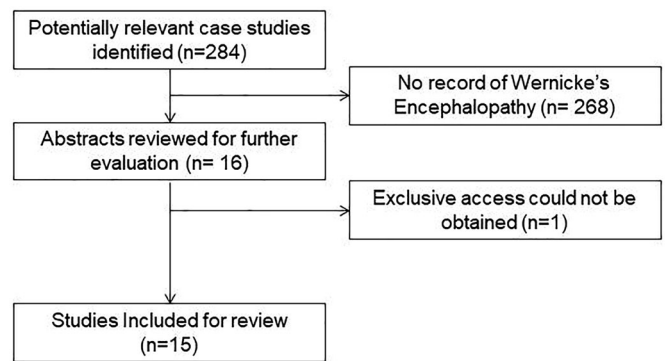 Potentially relevant case studies
identified (n=284)
No record of Wernicke's
Encephalopathy (n= 268)
Abstracts reviewed for further
evaluation (n= 16)
Exclusive access could not be
obtained (n=1)
Studies Included for review
(n=15)